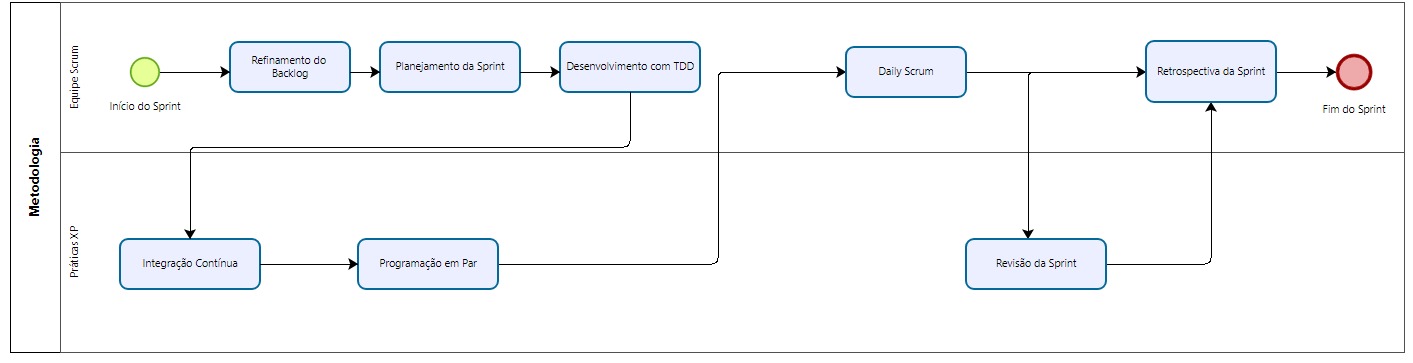 Metodologia
Equipe Scrum
Início do Sprint
Refinamento do
Backlog
Planejamento da Sprint
Desenvolvimento com TDD
Daily Scrum
Retrospectiva da Sprint
Fim do Sprint
Práticas XP
Integração Contínua
Programação em Par
Revisão da Sprint